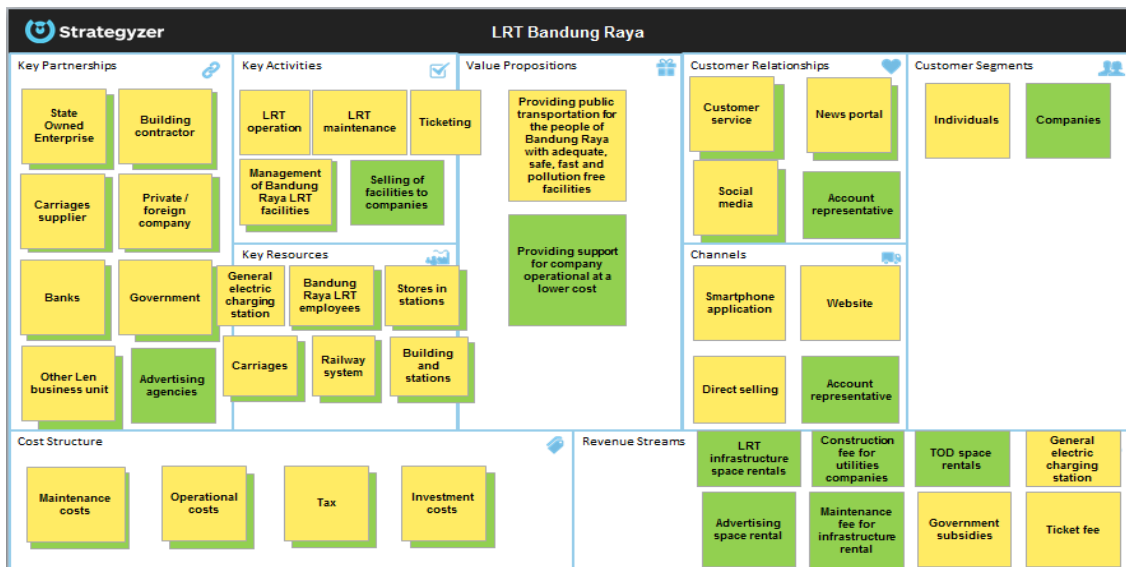 Strategyzer
LRT Bandung Raya
Key Partnerships
State
Owned
Enterprise
Building
contractor
Carriages
supplier
Private /
foreign
company
Banks
Government
Other Len
business unit
Advertising
agencies
Key Activities
LRT
operation
LRT
maintenance
Ticketing
Management
of Bandung
Raya LRT
facilities
Selling of
facilities to
companies
Key Resources
General
electric
charging
station
Bandung
Raya LRT
employees
Stores in
stations
Carriages
Railway
system
Building
and
stations
Value Propositions
Providing public
transportation for
the people of
Bandung Raya
with adequate,
safe, fast and
pollution free
facilities
Providing support
for company
operational at a
lower cost
Customer Relationships
Customer
service
News portal
Social
media
Account
representative
Channels
Smartphone
application
Website
Direct selling
Account
representative
Customer Segments
Individuals
Companies
Cost Structure
Maintenance
costs
Operational
costs
Tax
Investment
costs
Revenue Streams
LRT
infrastructure
space rentals
Construction
fee for
utilities
companies
TOD space
rentals
General
electric
charging
station
Advertising
space rental
Maintenance
fee for
infrastructure
rental
Government
subsidies
Ticket fee